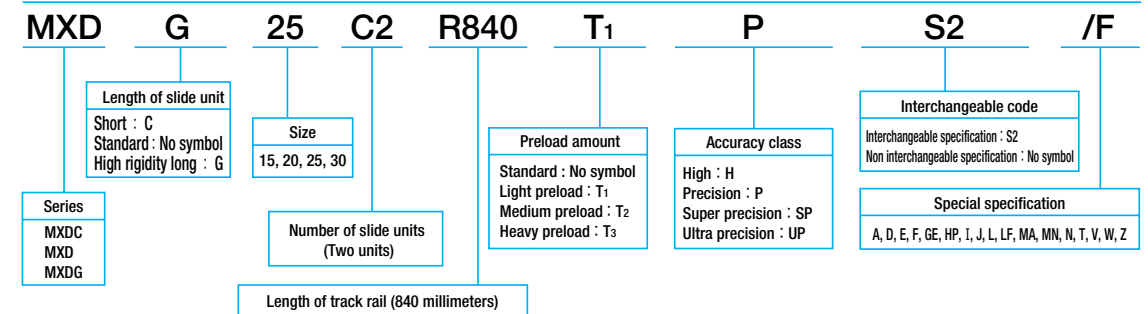 MXD G 25 C2 R840 T1 P S2 /F
Length of slide unit
Short : C
Standard : No symbol
High rigidity long : G
Size
15, 20, 25, 30
Series
MXDC
MXD
MXDG
Number of slide units
(Two units)
Length of track rail (840 millimeters)
Preload amount
Standard : No symbol
Light preload : T1
Medium preload : T2
Heavy preload : T3
Accuracy class
High : H
Precision : P
Super precision : SP
Ultra precision : UP
Interchangeable code
Interchangeable specification : S2
Non interchangeable specification : No symbol
Special specification
A, D, E, F, GE, HP, I, J, L, LF, MA, MN, N, T, V, W, Z